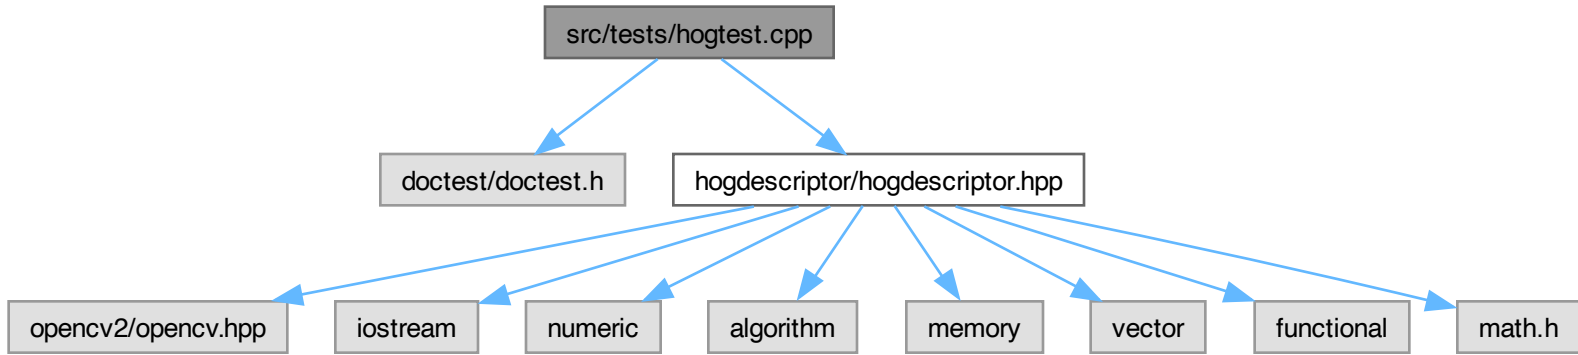 src/tests/hogtest.cpp
doctest/doctest.h
hogdescriptor/hogdescriptor.hpp
opencv2/opencv.hpp
iostream
numeric
algorithm
memory
vector
functional
math.h